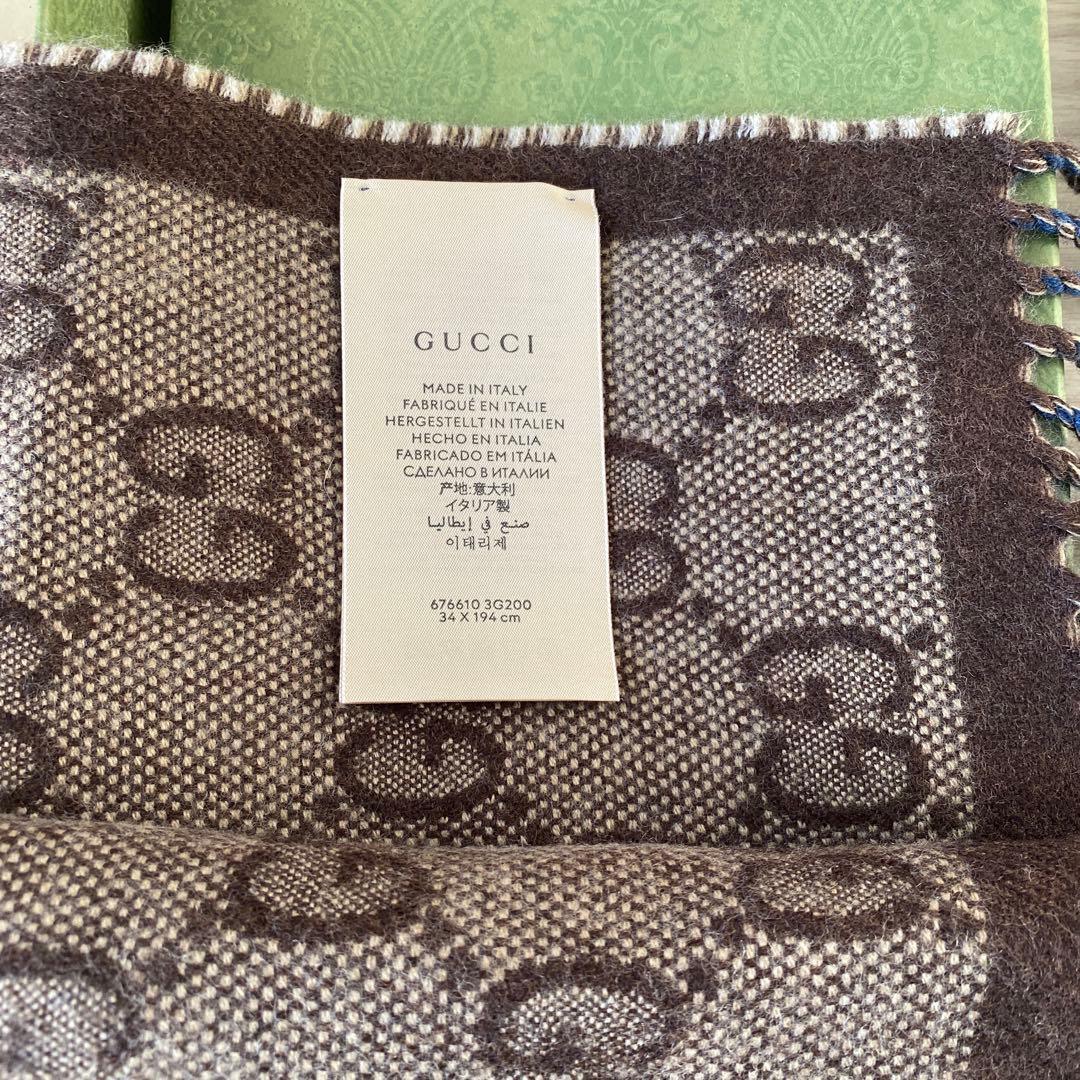 GUCCI
MADE IN ITALY
FABRIQUÉ EN ITALIE
HERGESTELLT IN ITALIEN
HECHO EN ITALIA
FABRICADO EM ITÁLIA
СДЕЛАНО В ИТАЛИИ
产地:意大利
イタリア製
صنع في إيطاليا
이태리제
676610 3G200
34 X 194 cm